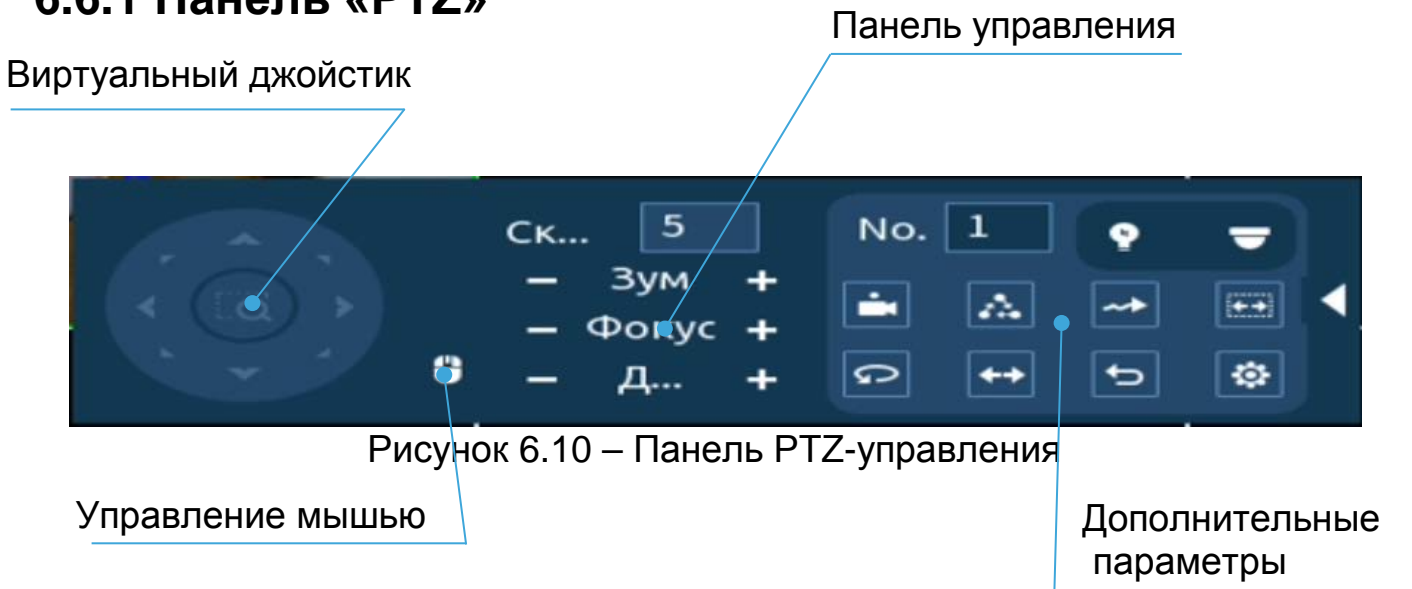 6.6.1 Панель «PTZ»
Панель управления
Виртуальный джойстик
Ск... 5
No. 1
− Зум +
− Фокус +
− Д... +
Рисунок 6.10 – Панель PTZ-управления
Управление мышью
Дополнительные
параметры